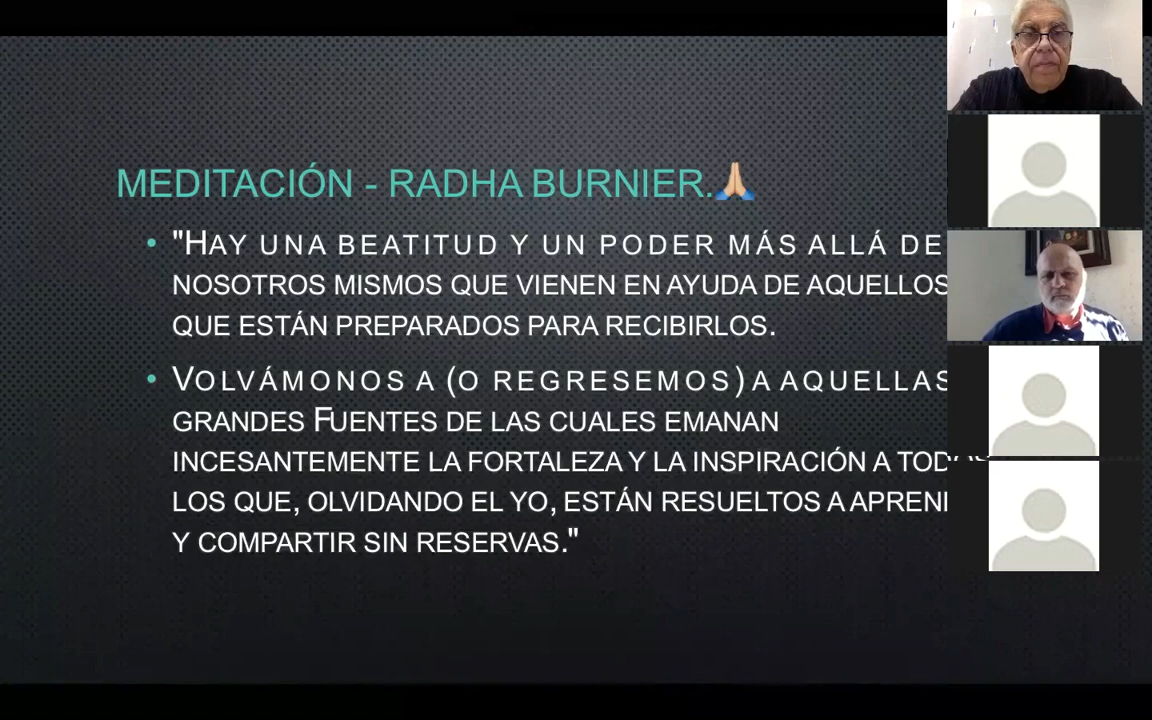 MEDITACIÓN - RADHA BURNIER.🙏🏼
• "HAY UNA BEATITUD Y UN PODER MÁS ALLÁ DE
NOSOTROS MISMOS QUE VIENEN EN AYUDA DE AQUELLOS
QUE ESTÁN PREPARADOS PARA RECIBIRLOS.
• VOLVÁMONOS A (O REGRESEMOS) A AQUELLAS
GRANDES FUENTES DE LAS CUALES EMANAN
INCESANTEMENTE LA FORTALEZA Y LA INSPIRACIÓN A TODOS
LOS QUE, OLVIDANDO EL YO, ESTÁN RESUELTOS A
Y COMPARTIR SIN RESERVAS."